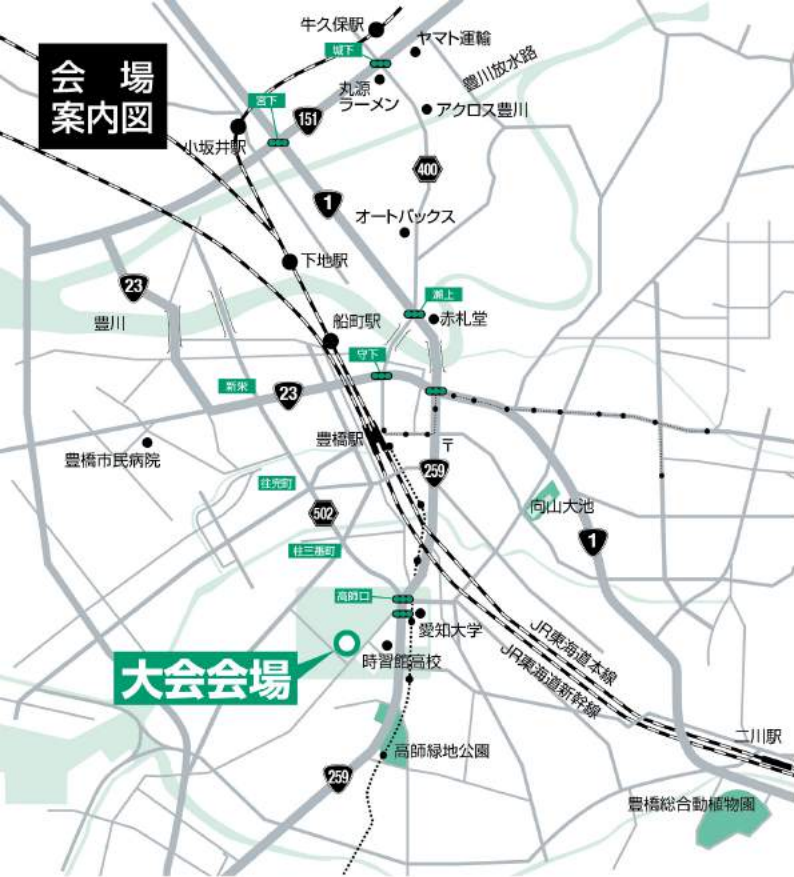 牛久保駅
城下
ヤマト運輸
会場
案内図
豊川放水路
丸源
ラーメン
宮下
アクロス豊川
151
小坂井駅
400
1
オートバックス
下地駅
23
瀬上
豊川
船町駅
赤札堂
守下
新栄
23
豊橋駅
〒
豊橋市民病院
259
往完町
向山大池
502
1
柱三番町
高師口
愛知大学
JR東海道本線
時習館高校
JR東海道新幹線
大会会場
二川駅
高師緑地公園
259
豊橋総合動植物園